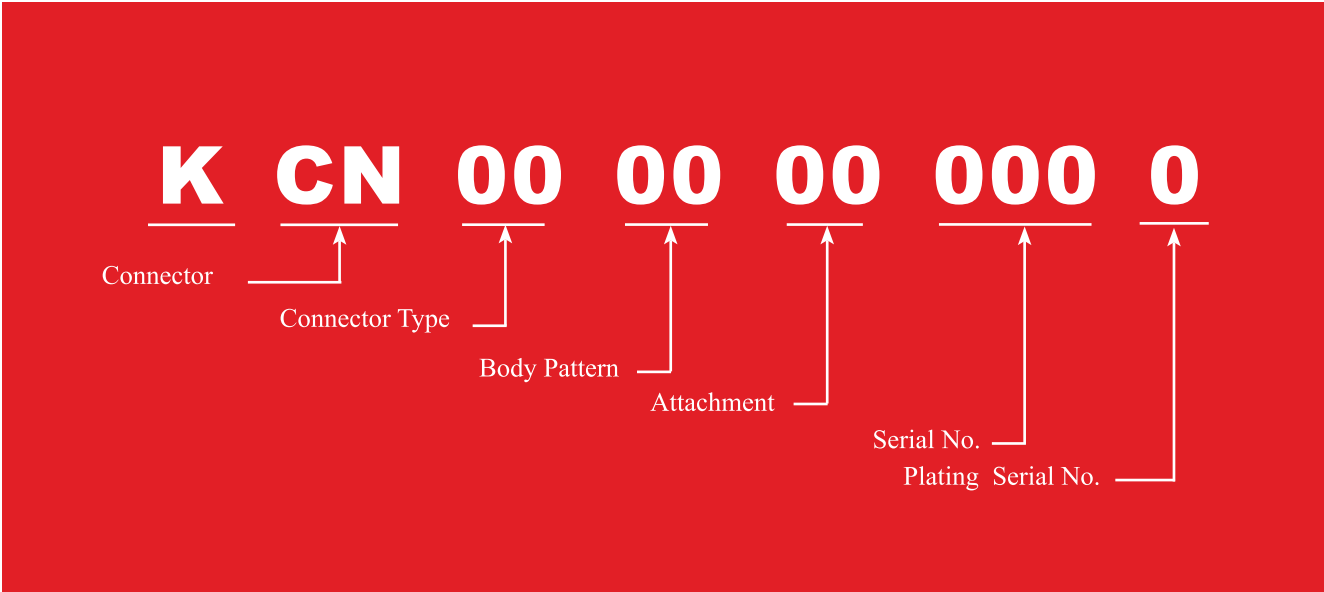 K CN 00 00 00 000 0
Connector
Connector Type
Body Pattern
Attachment
Serial No.
Plating Serial No.